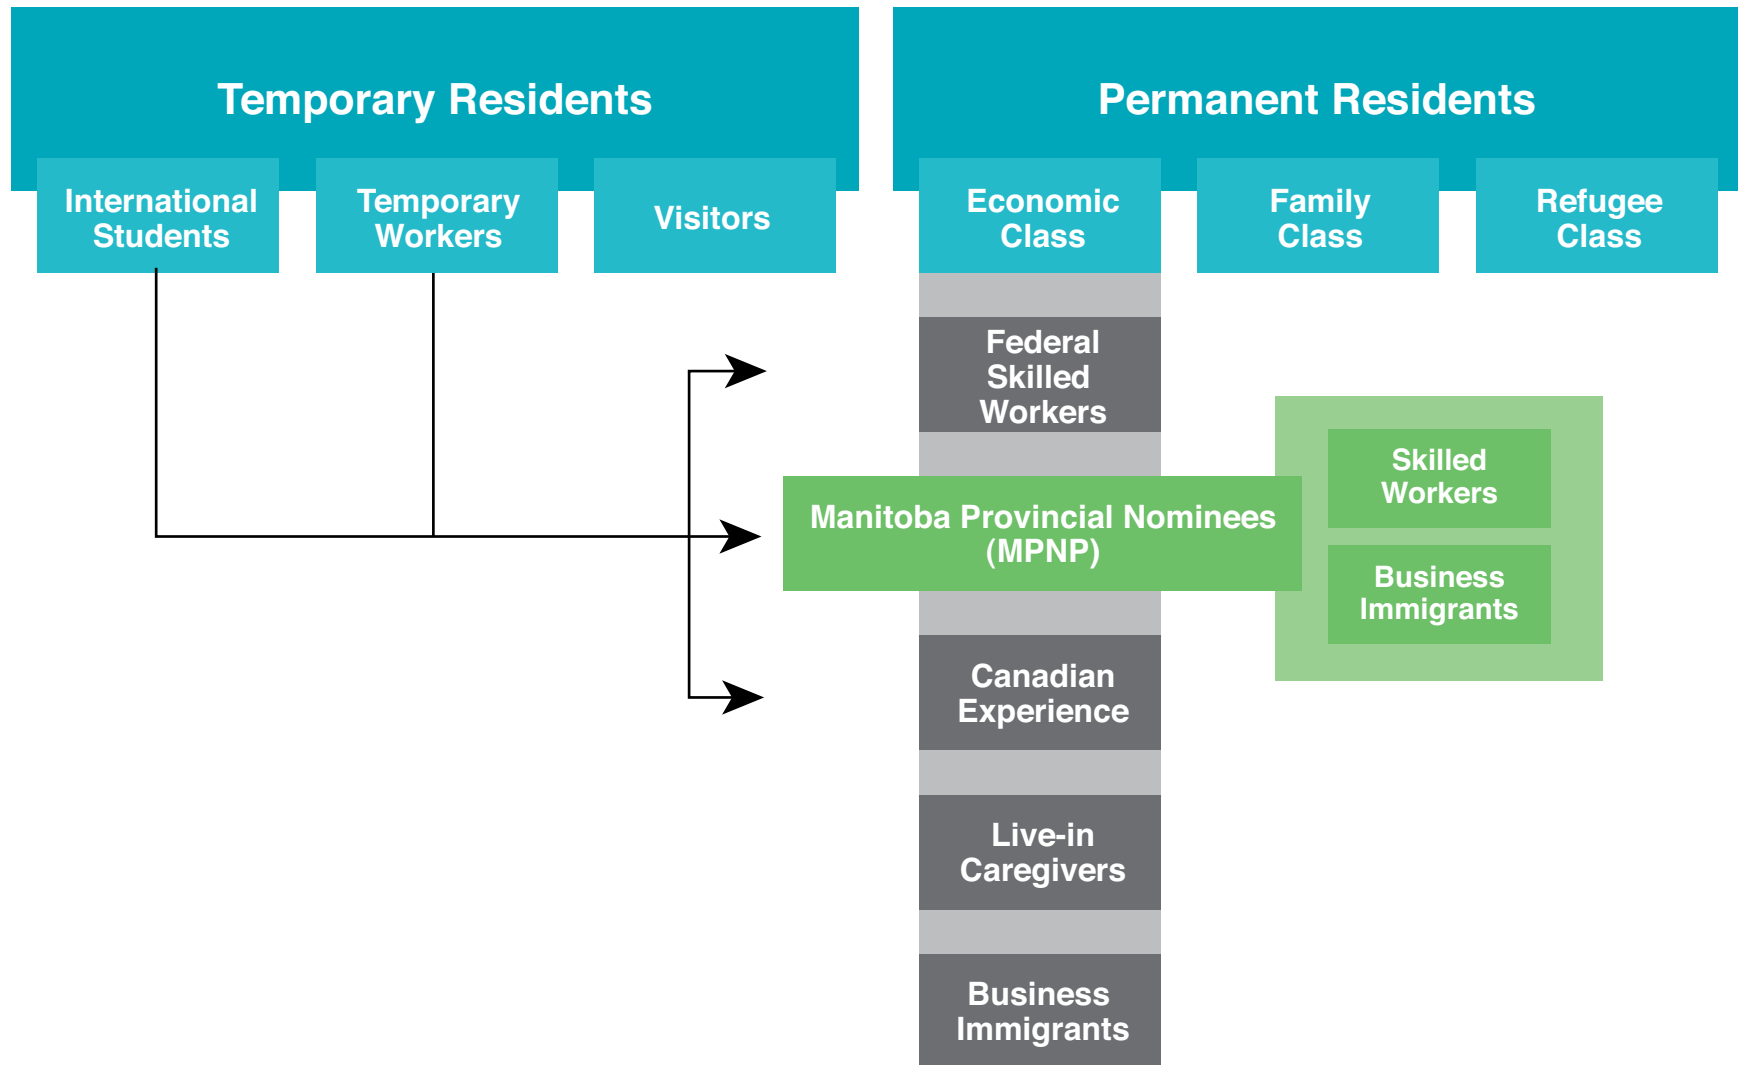 Temporary Residents
International
Students
Temporary
Workers
Visitors
Permanent Residents
Economic
Class
Family
Class
Refugee
Class
Federal
Skilled
Workers
Manitoba Provincial Nominees
(MPNP)
Skilled
Workers
Business
Immigrants
Canadian
Experience
Live-in
Caregivers
Business
Immigrants